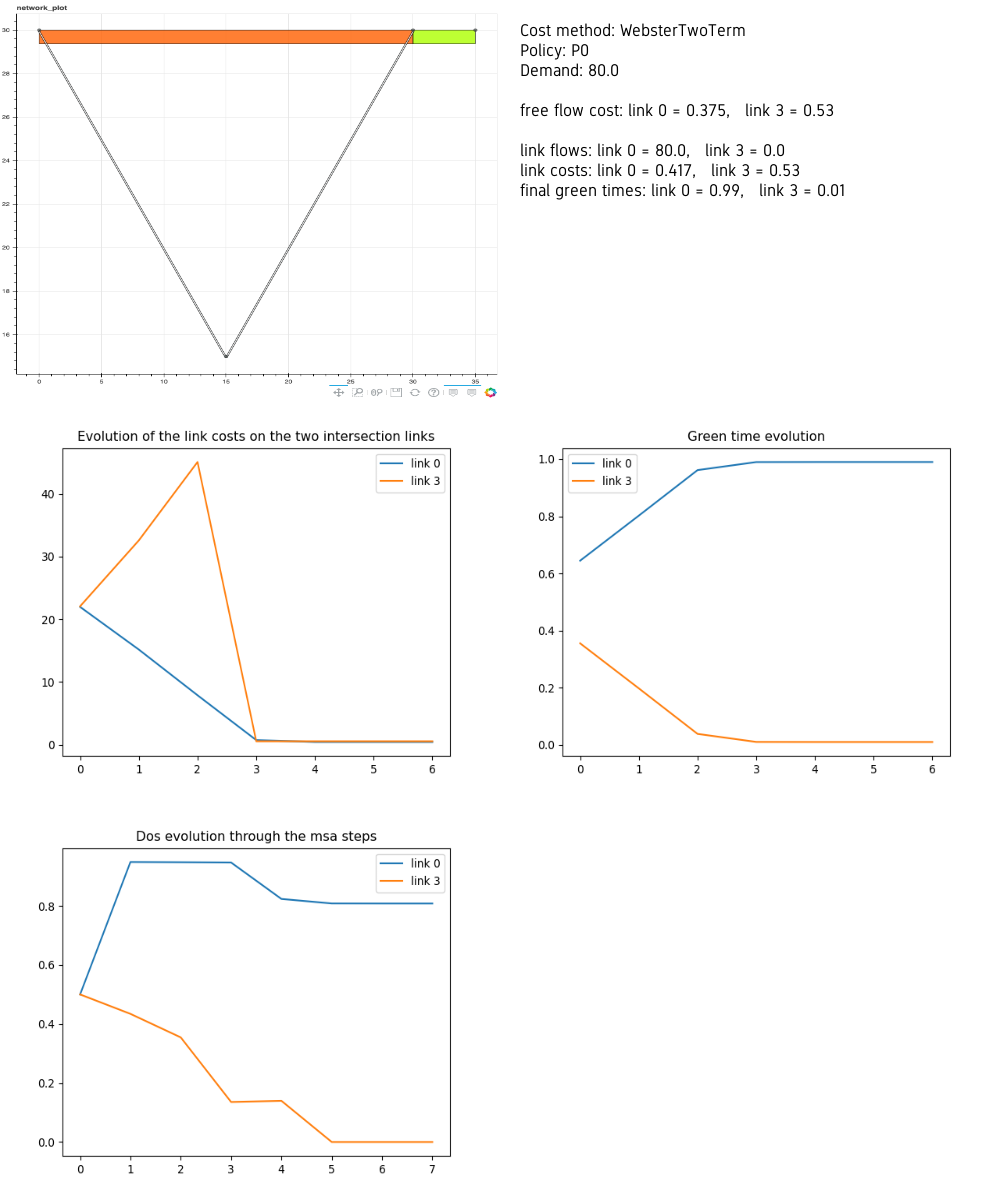 network_plot
Cost method: WebsterTwoTerm
Policy: P0
Demand: 80.0
free flow cost: link 0 = 0.375, link 3 = 0.53
link flows: link 0 = 80.0, link 3 = 0.0
link costs: link 0 = 0.417, link 3 = 0.53
final green times: link 0 = 0.99, link 3 = 0.01
30
28
26
24
22
20
18
16
0 5 10 15 20 25 30 35
Evolution of the link costs on the two intersection links
link 0
link 3
40
30
20
10
0
0 1 2 3 4 5 6
Green time evolution
link 0
link 3
1.0
0.8
0.6
0.4
0.2
0.0
0 1 2 3 4 5 6
Dos evolution through the msa steps
link 0
link 3
0.8
0.6
0.4
0.2
0.0
0 1 2 3 4 5 6 7